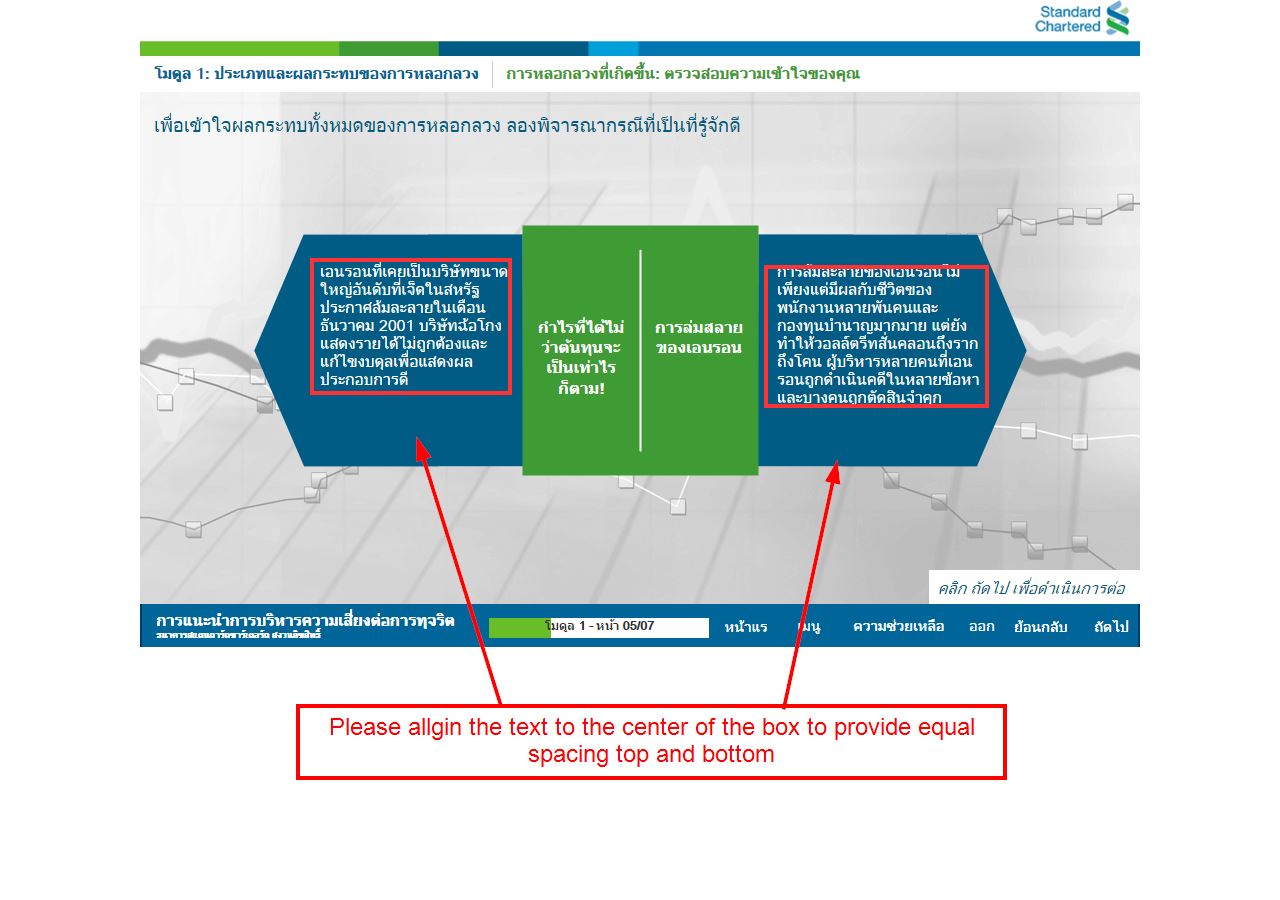 Standard
Chartered
โมดูล 1: ประเภทและผลกระทบของการหลอกลวง
การหลอกลวงที่เกิดขึ้น: ตรวจสอบความเข้าใจของคุณ
เพื่อเข้าใจผลกระทบทั้งหมดของการหลอกลวง ลองพิจารณากรณีที่เป็นที่รู้จักดี
เอนรอนที่เคยเป็นบริษัทขนาด
ใหญ่อันดับที่เจ็ดในสหรัฐ
ประกาศล้มละลายในเดือน
ธันวาคม 2001 บริษัทฉ้อโกง
แสดงรายได้ไม่ถูกต้องและ
แก้ไขงบดุลเพื่อแสดงผล
ประกอบการดี
กำไรที่ได้ไม่
ว่าต้นทุนจะ
เป็นเท่าไร
ก็ตาม!
การล่มสลาย
ของเอนรอน
การล้มละลายของเอนรอนไม่
เพียงแต่มีผลกับชีวิตของ
พนักงานหลายพันคนและ
กองทุนบำนาญมากมาย แต่ยัง
ทำให้วอลล์สตรีทสั่นคลอนถึงราก
ถึงโคน ผู้บริหารหลายคนที่เอน
รอนถูกดำเนินคดีในหลายข้อหา
และบางคนถูกตัดสินจำคุก
คลิก ถัดไป เพื่อดำเนินการต่อ
การแนะนำการบริหารความเสี่ยงต่อการทุจริต
โมดูล 1 - หน้า 05/07
หน้าแร
เมนู
ความช่วยเหลือ
ออก
ย้อนกลับ
ถัดไป
Please allgin the text to the center of the box to provide equal
spacing top and bottom